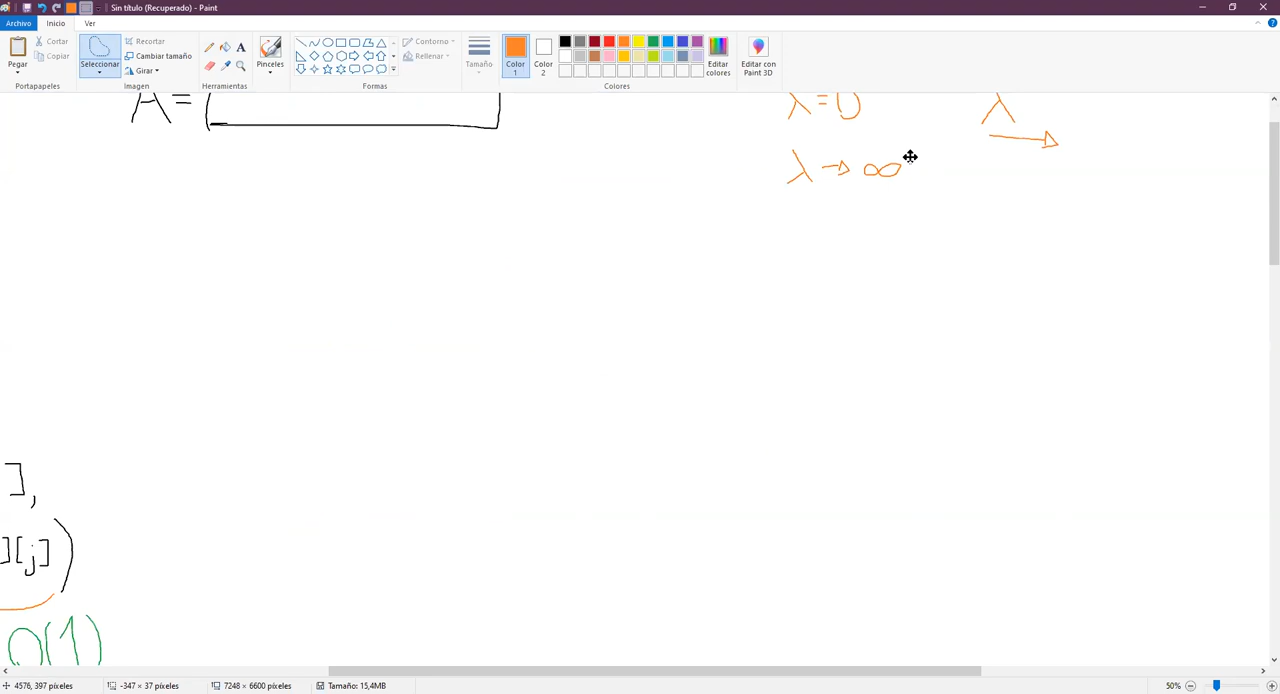 Sin título (Recuperado) - Paint
Archivo
Inicio
Ver
Pegar
Cortar
Copiar
Portapapeles
Seleccionar
Recortar
Cambiar tamaño
Girar
Imagen
A
Herramientas
Pinceles
Contorno
Rellenar
Formas
Tamaño
Color 1
Color 2
Editar colores
Editar con Paint 3D
Colores
A =
λ = 0
λ
λ → ∞
],
][j])
O(1)
4576, 397 píxeles
-347 × 37 píxeles
7248 × 6600 píxeles
Tamaño: 15,4MB
50%